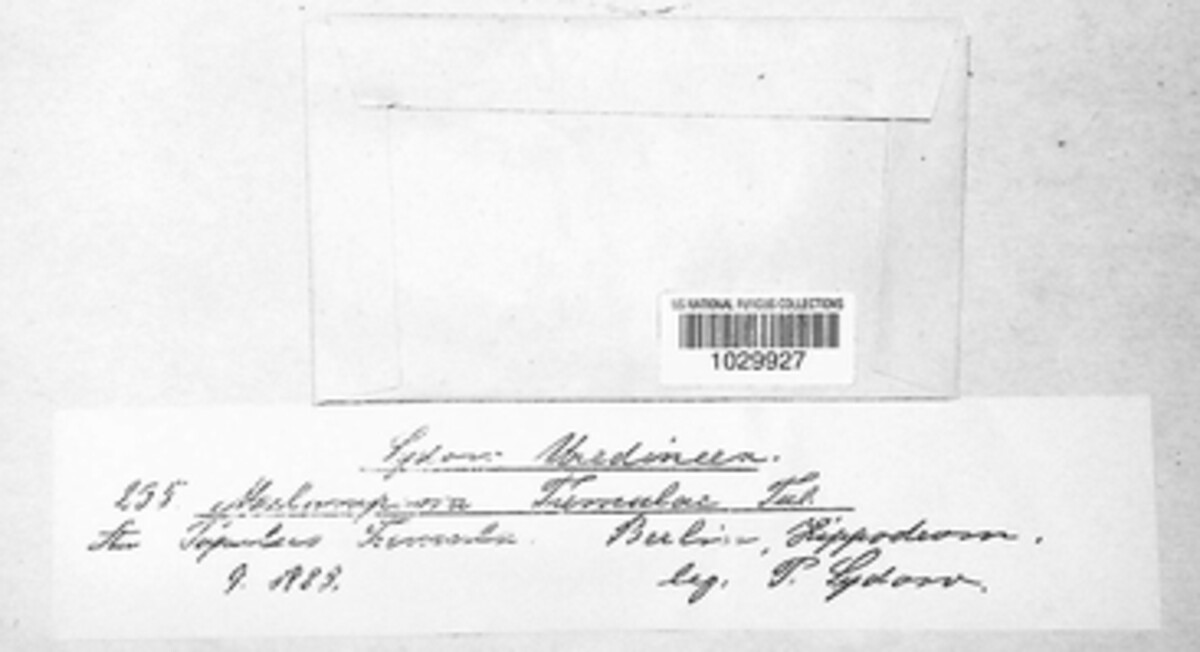 US NATIONAL FUNGUS COLLECTIONS
1029927
Sydow Uredineen.
255 Melampsora Tremulae Tul.
An Populus Tremula. Berlin, Hippodrom.
9. 1889. leg. P. Sydow.